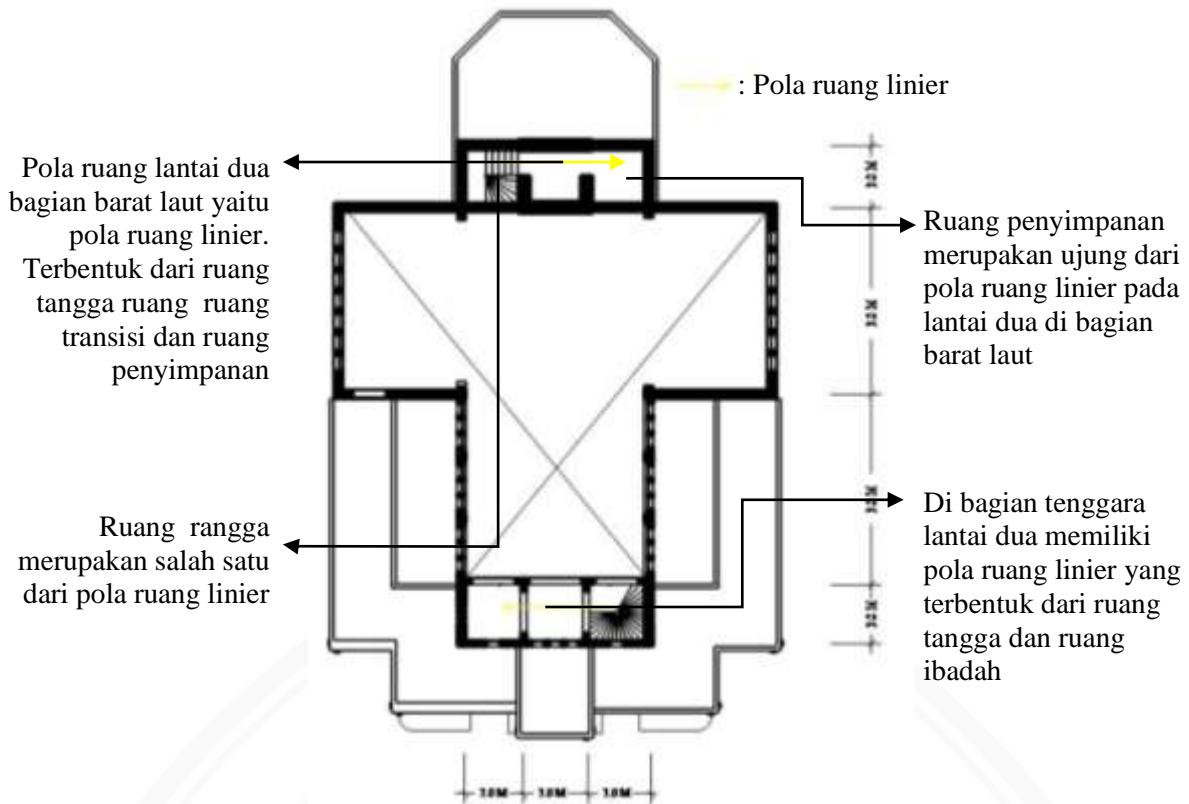 : Pola ruang linier
Pola ruang lantai dua
bagian barat laut yaitu
pola ruang linier.
Terbentuk dari ruang
tangga ruang ruang
transisi dan ruang
penyimpanan
Ruang penyimpanan
merupakan ujung dari
pola ruang linier pada
lantai dua di bagian
barat laut
Ruang rangga
merupakan salah satu
dari pola ruang linier
Di bagian tenggara
lantai dua memiliki
pola ruang linier yang
terbentuk dari ruang
tangga dan ruang
ibadah